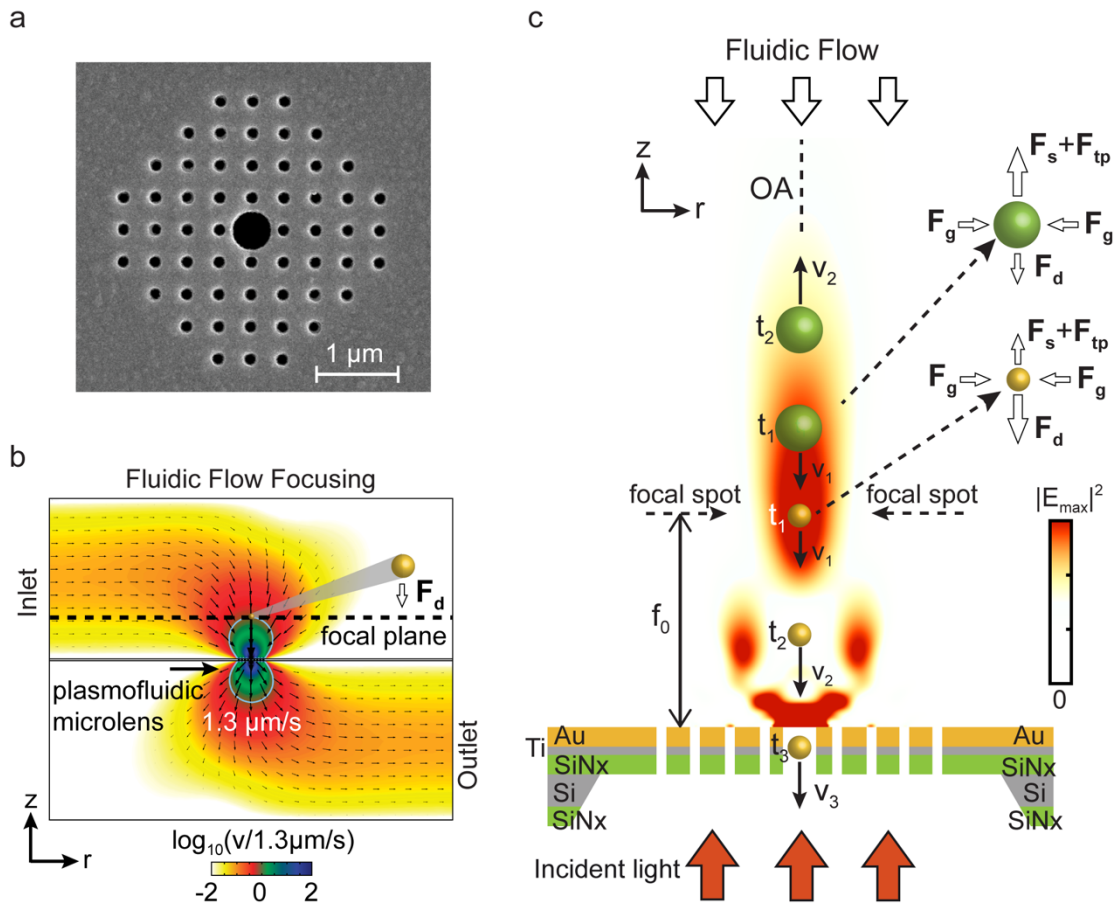 a
1 μm
b
Fluidic Flow Focusing
Inlet
F_d
focal plane
plasmofluidic
microlens
1.3 μm/s
Outlet
z
r
log₁₀(v/1.3μm/s)
-2 0 2
c
Fluidic Flow
z
r
OA
F_s+F_tp
F_g
F_g
F_d
v₂
t₂
F_s+F_tp
F_g
F_g
F_d
t₁
v₁
focal spot
focal spot
t₁
v₁
|E_max|²
0
f₀
t₂
v₂
Au
Au
Ti
t₃
SiNx
SiNx
Si
Si
v₃
SiNx
SiNx
Incident light